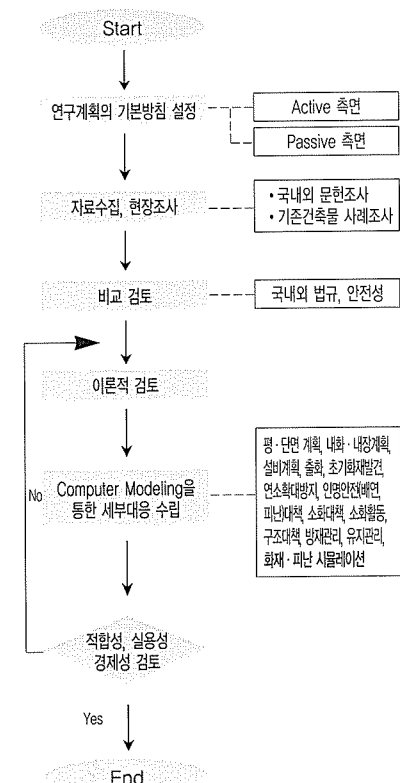 Start
연구계획의 기본방침 설정
Active 측면
Passive 측면
자료수집, 현장조사
• 국내외 문헌조사
• 기존건축물 사례조사
비교 검토
국내외 법규, 안전성
이론적 검토
No
Computer Modeling을
통한 세부대응 수립
평 · 단면 계획, 내화 · 내장계획,
설비계획, 출화, 초기화재발견,
연소확대방지, 인명안전(배연,
피난)대책, 소화대책, 소화활동,
구조대책, 방재관리, 유지관리,
화재 · 피난 시뮬레이션
적합성, 실용성
경제성 검토
Yes
End